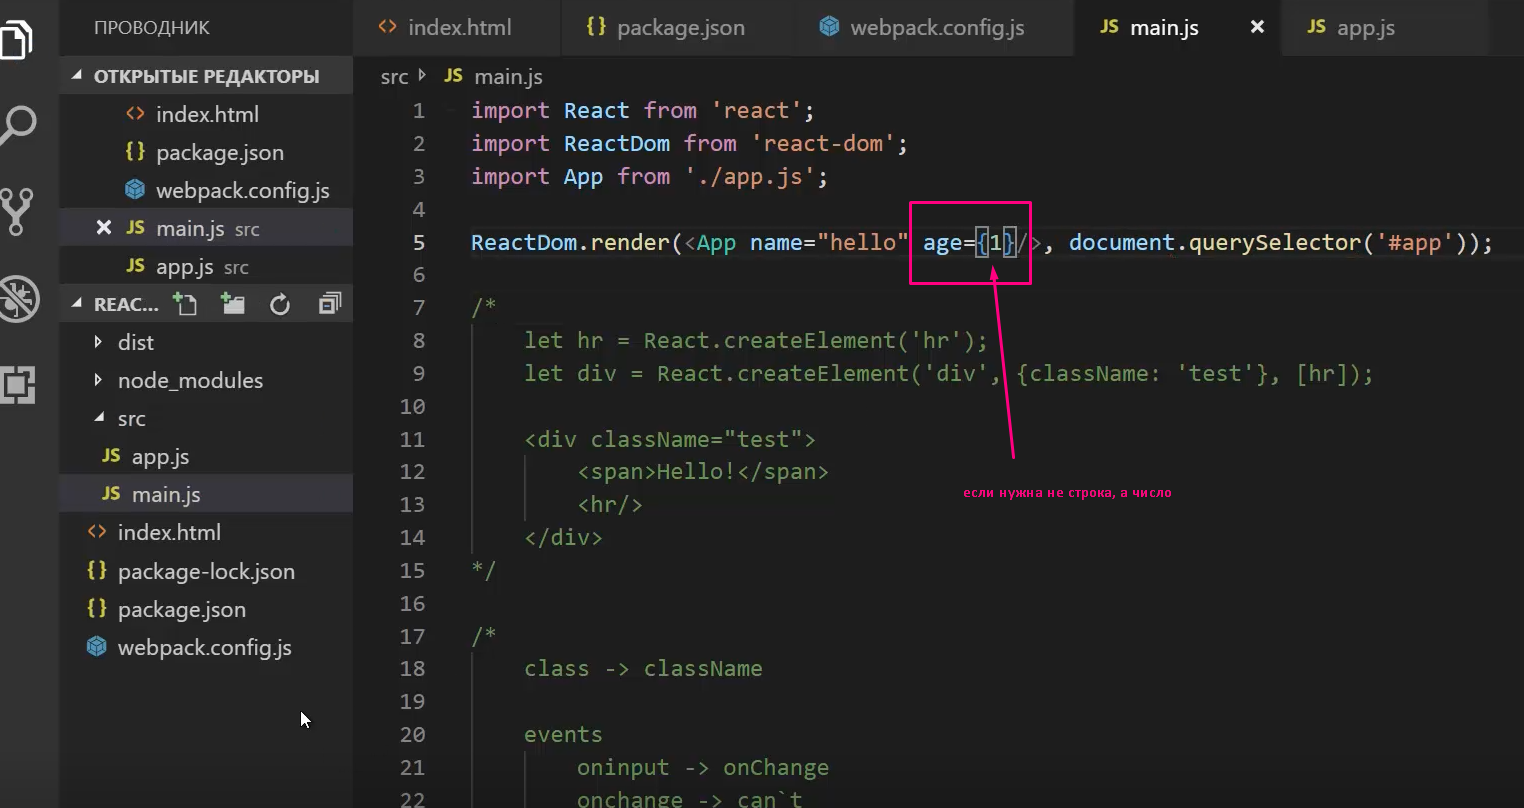 ПРОВОДНИК
ОТКРЫТЫЕ РЕДАКТОРЫ
<> index.html
{} package.json
webpack.config.js
JS main.js src
JS app.js src
REAC...
dist
node_modules
src
JS app.js
JS main.js
<> index.html
{} package-lock.json
{} package.json
webpack.config.js
<> index.html {} package.json webpack.config.js JS main.js JS app.js
src JS main.js
1 import React from 'react';
2 import ReactDom from 'react-dom';
3 import App from './app.js';
4
5 ReactDom.render(<App name="hello" age={1}/>, document.querySelector('#app'));
6
7 /*
8 let hr = React.createElement('hr');
9 let div = React.createElement('div', {className: 'test'}, [hr]);
10
11 <div className="test">
12 <span>Hello!</span>
13 <hr/>
14 </div>
15 */
16
17 /*
18 class -> className
19
20 events
21 oninput -> onChange
22 onchange -> can`t
если нужна не строка, а число